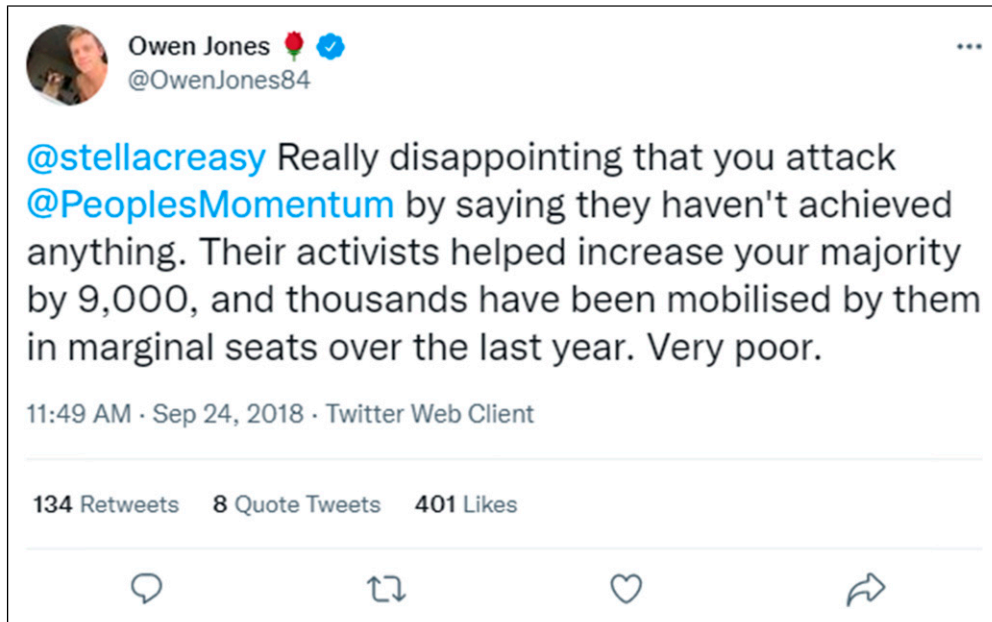 Owen Jones 🌹
@OwenJones84
@stellacreasy Really disappointing that you attack
@PeoplesMomentum by saying they haven't achieved
anything. Their activists helped increase your majority
by 9,000, and thousands have been mobilised by them
in marginal seats over the last year. Very poor.
11:49 AM · Sep 24, 2018 · Twitter Web Client
134 Retweets 8 Quote Tweets 401 Likes